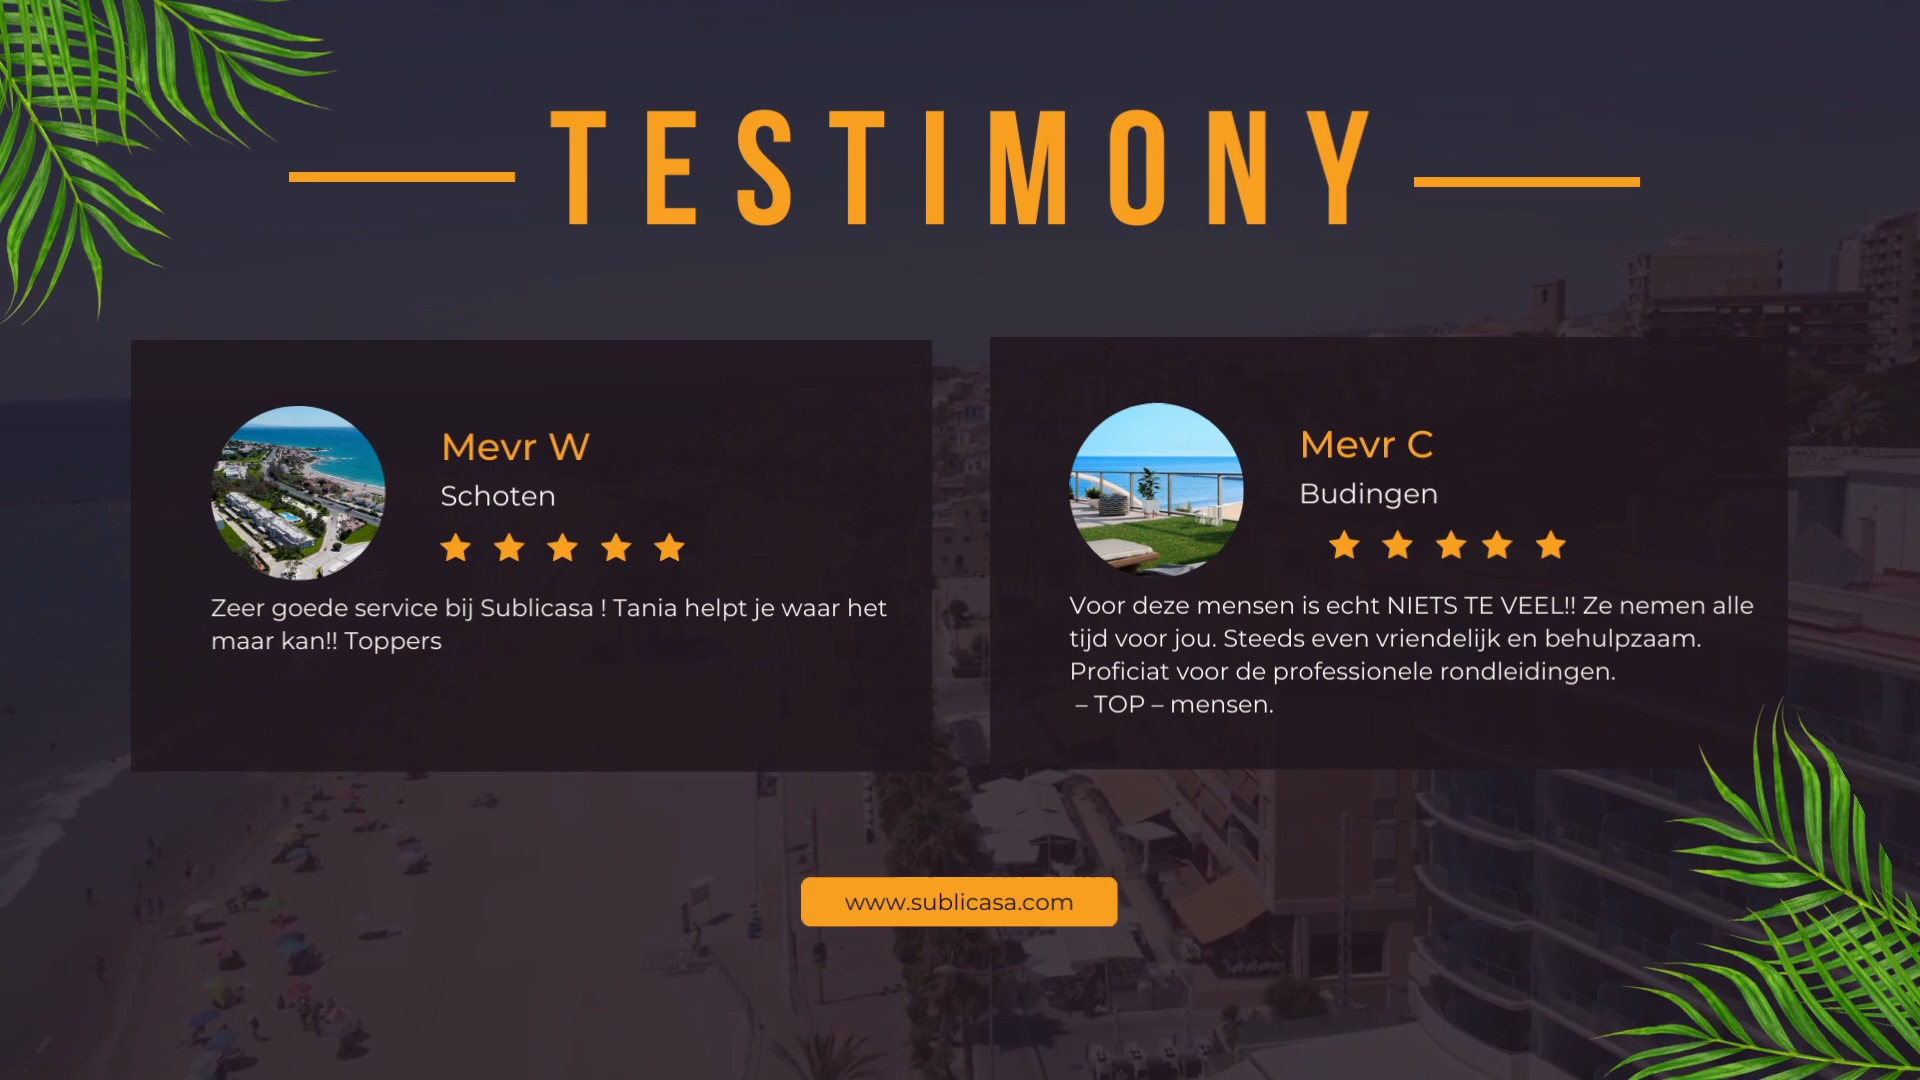 TESTIMONY
Mevr W
Schoten
Zeer goede service bij Sublicasa ! Tania helpt je waar het
maar kan!! Toppers
Mevr C
Budingen
Voor deze mensen is echt NIETS TE VEEL!! Ze nemen alle
tijd voor jou. Steeds even vriendelijk en behulpzaam.
Proficiat voor de professionele rondleidingen.
– TOP – mensen.
www.sublicasa.com